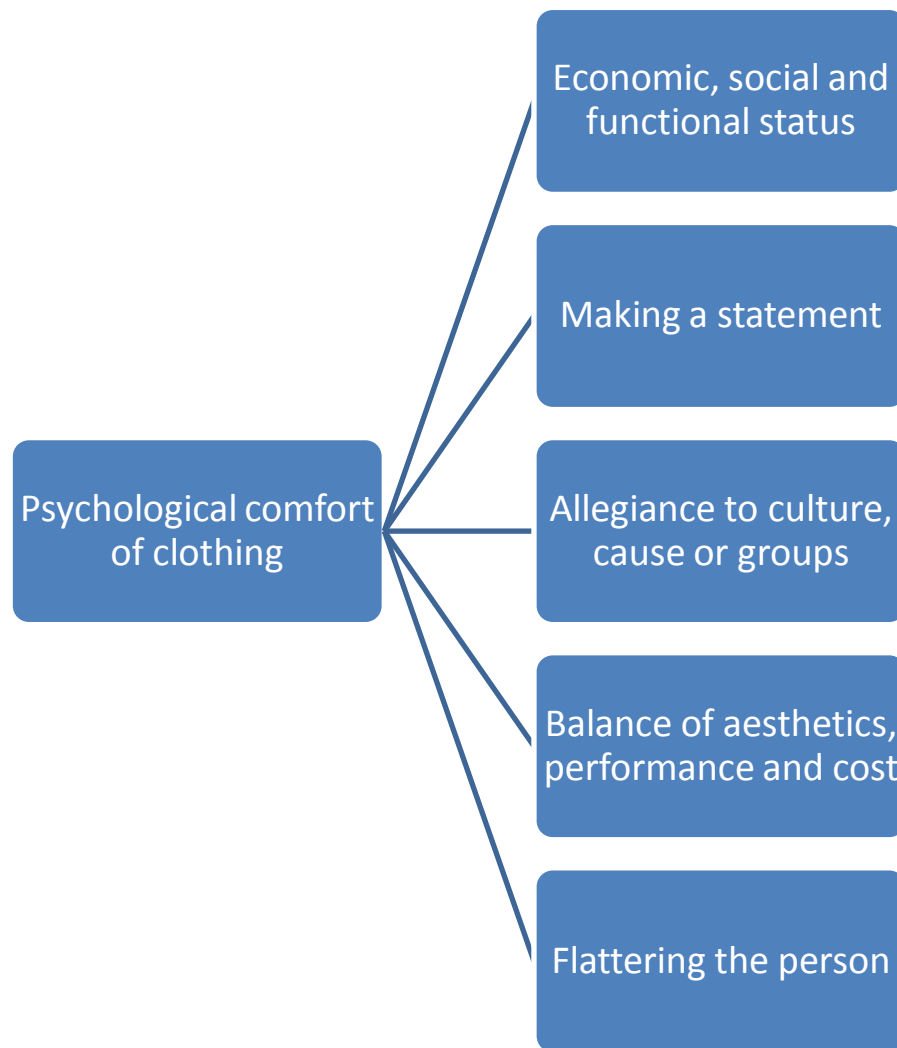 Economic, social and
functional status
Making a statement
Psychological comfort
of clothing
Allegiance to culture,
cause or groups
Balance of aesthetics,
performance and cost
Flattering the person